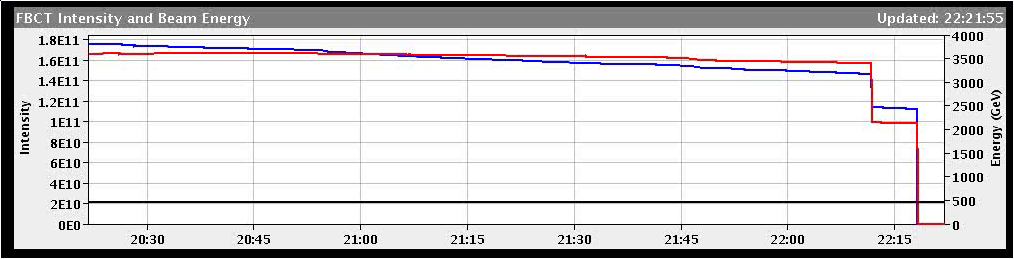 FBCT Intensity and Beam Energy Updated: 22:21:55
1.8E11
1.6E11
1.4E11
1.2E11
1E11
8E10
6E10
4E10
2E10
0E0
Intensity
4000
3500
3000
2500
2000
1500
1000
500
0
Energy (GeV)
20:30 20:45 21:00 21:15 21:30 21:45 22:00 22:15